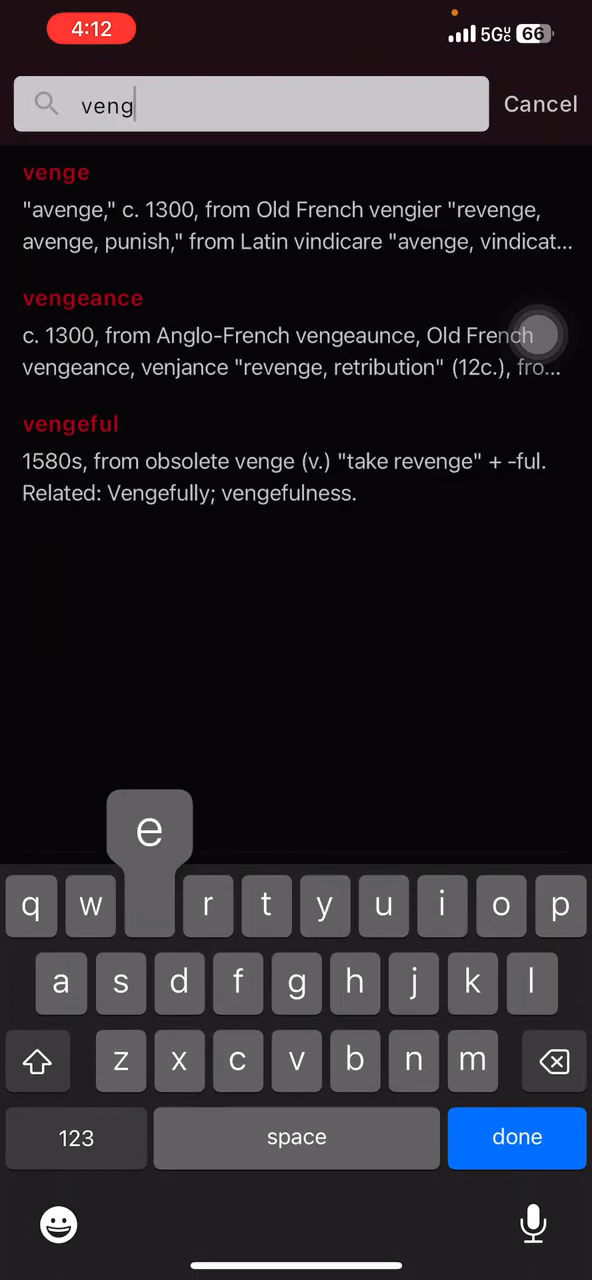 4:12
5G 66
veng
Cancel
venge
"avenge," c. 1300, from Old French vengier "revenge,
avenge, punish," from Latin vindicare "avenge, vindicat...
vengeance
c. 1300, from Anglo-French vengeaunce, Old French
vengeance, venjance "revenge, retribution" (12c.), fro...
vengeful
1580s, from obsolete venge (v.) "take revenge" + -ful.
Related: Vengefully; vengefulness.
e
q w r t y u i o p
a s d f g h j k l
z x c v b n m
123 space done